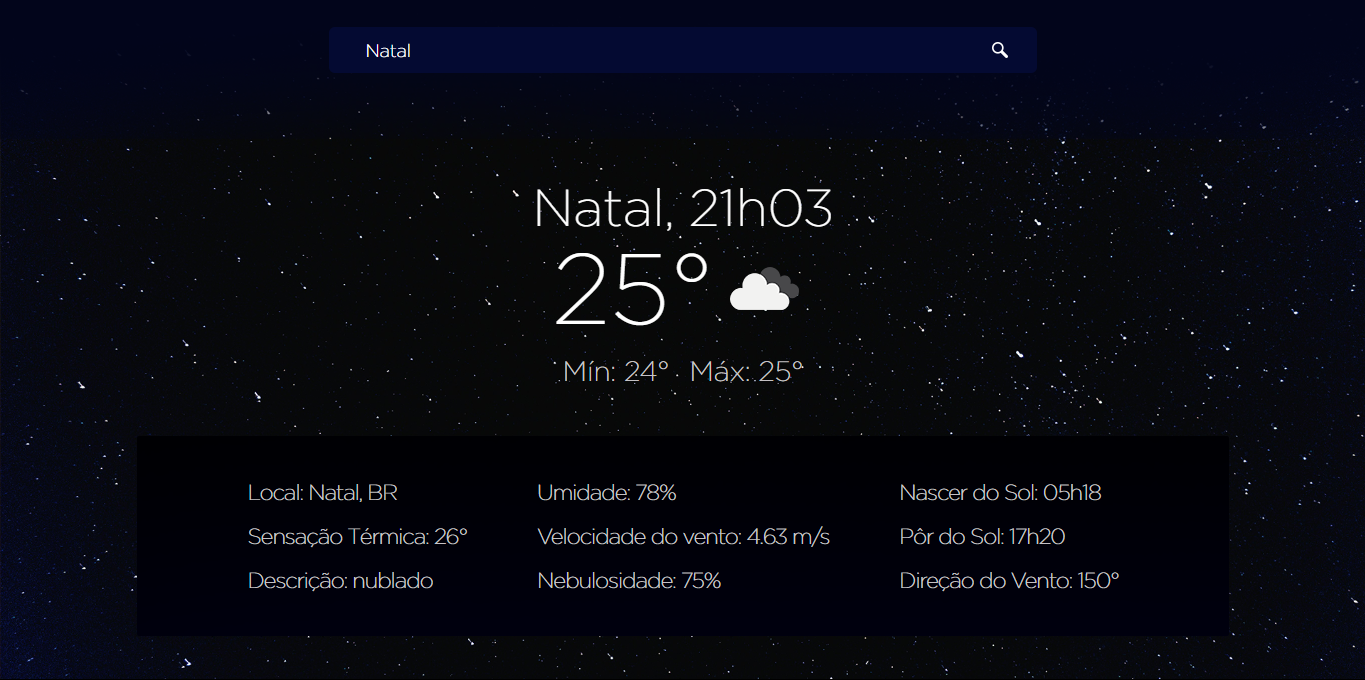 Natal
Natal, 21h03
25°
Mín: 24° Máx: 25°
Local: Natal, BR
Sensação Térmica: 26°
Descrição: nublado
Umidade: 78%
Velocidade do vento: 4.63 m/s
Nebulosidade: 75%
Nascer do Sol: 05h18
Pôr do Sol: 17h20
Direção do Vento: 150°